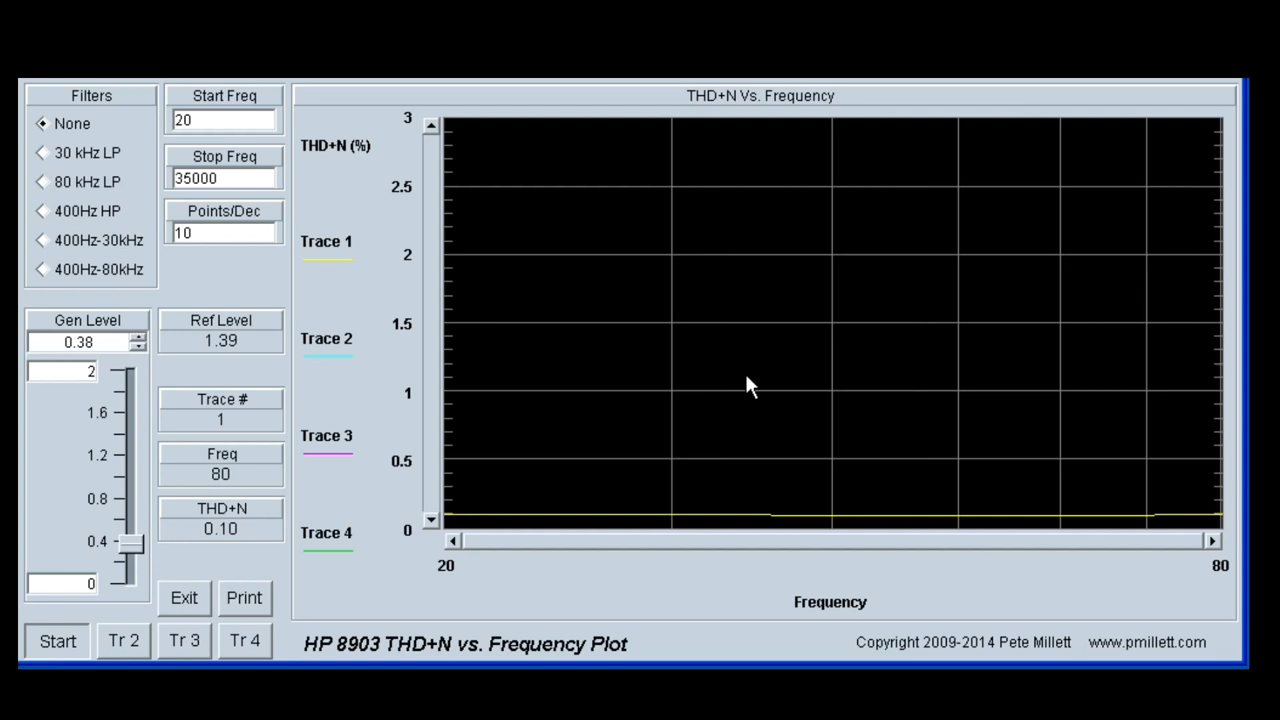 Filters
None
30 kHz LP
80 kHz LP
400Hz HP
400Hz-30kHz
400Hz-80kHz
Start Freq
20
Stop Freq
35000
Points/Dec
10
Gen Level
0.38
2
1.6
1.2
0.8
0.4
0
Ref Level
1.39
Trace #
1
Freq
80
THD+N
0.10
Exit
Print
Start
Tr 2
Tr 3
Tr 4
THD+N Vs. Frequency
THD+N (%)
Trace 1
Trace 2
Trace 3
Trace 4
3
2.5
2
1.5
1
0.5
0
20
80
Frequency
HP 8903 THD+N vs. Frequency Plot
Copyright 2009-2014 Pete Millett www.pmillett.com